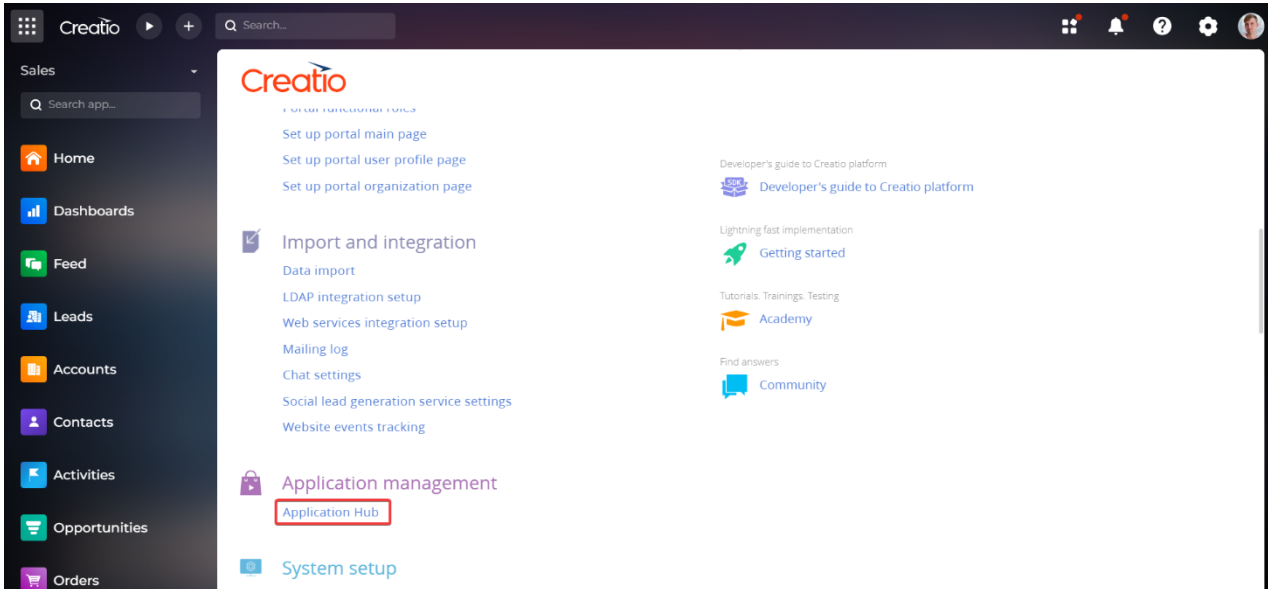 Creatio
Search...
Sales
Search app...
Home
Dashboards
Feed
Leads
Accounts
Contacts
Activities
Opportunities
Orders
Creatio
Portal functional roles
Set up portal main page
Set up portal user profile page
Set up portal organization page
Import and integration
Data import
LDAP integration setup
Web services integration setup
Mailing log
Chat settings
Social lead generation service settings
Website events tracking
Application management
Application Hub
System setup
Developer's guide to Creatio platform
SDK
Developer's guide to Creatio platform
Lightning fast implementation
Getting started
Tutorials. Trainings. Testing
Academy
Find answers
Community